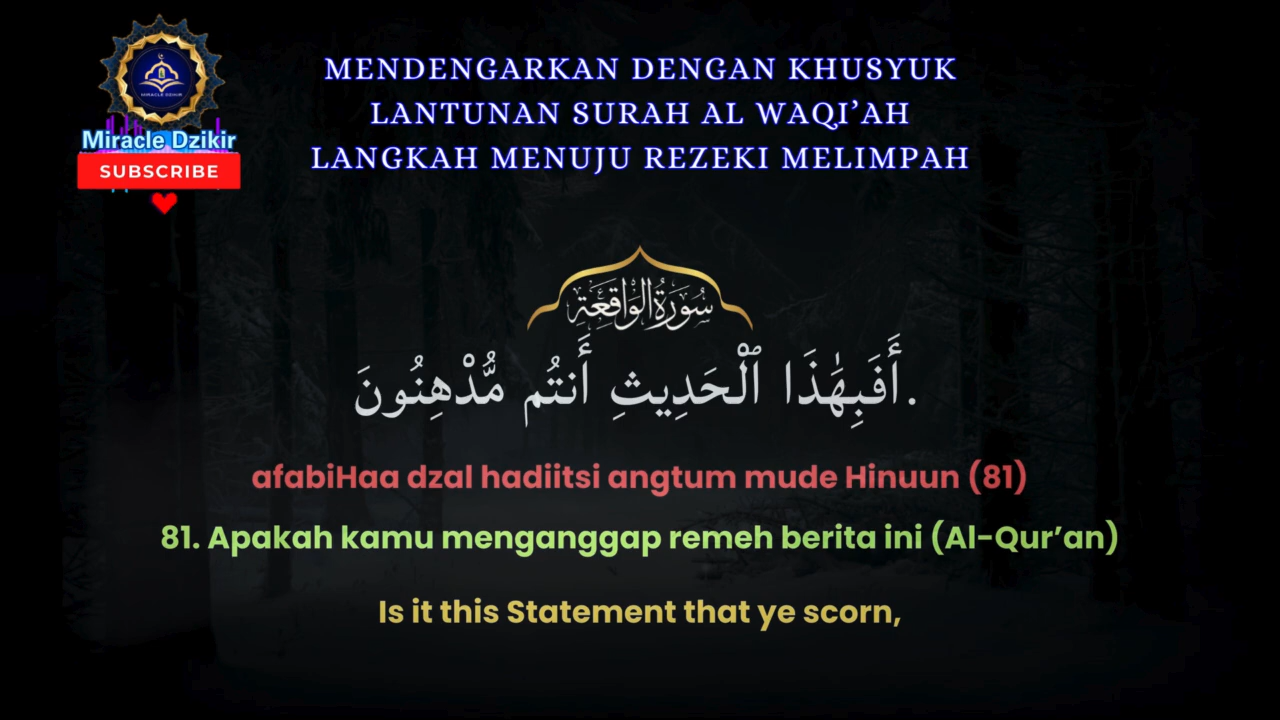 MIRACLE DZIKIR
Miracle Dzikir
SUBSCRIBE
MENDENGARKAN DENGAN KHUSYUK
LANTUNAN SURAH AL WAQI’AH
LANGKAH MENUJU REZEKI MELIMPAH
سُورَةُ الوَاقِعَةِ
أَفَبِهَٰذَا ٱلْحَدِيثِ أَنتُم مُّدْهِنُونَ.
afabiHaa dzal hadiitsi angtum mude Hinuun (81)
81. Apakah kamu menganggap remeh berita ini (Al-Qur’an)
Is it this Statement that ye scorn,